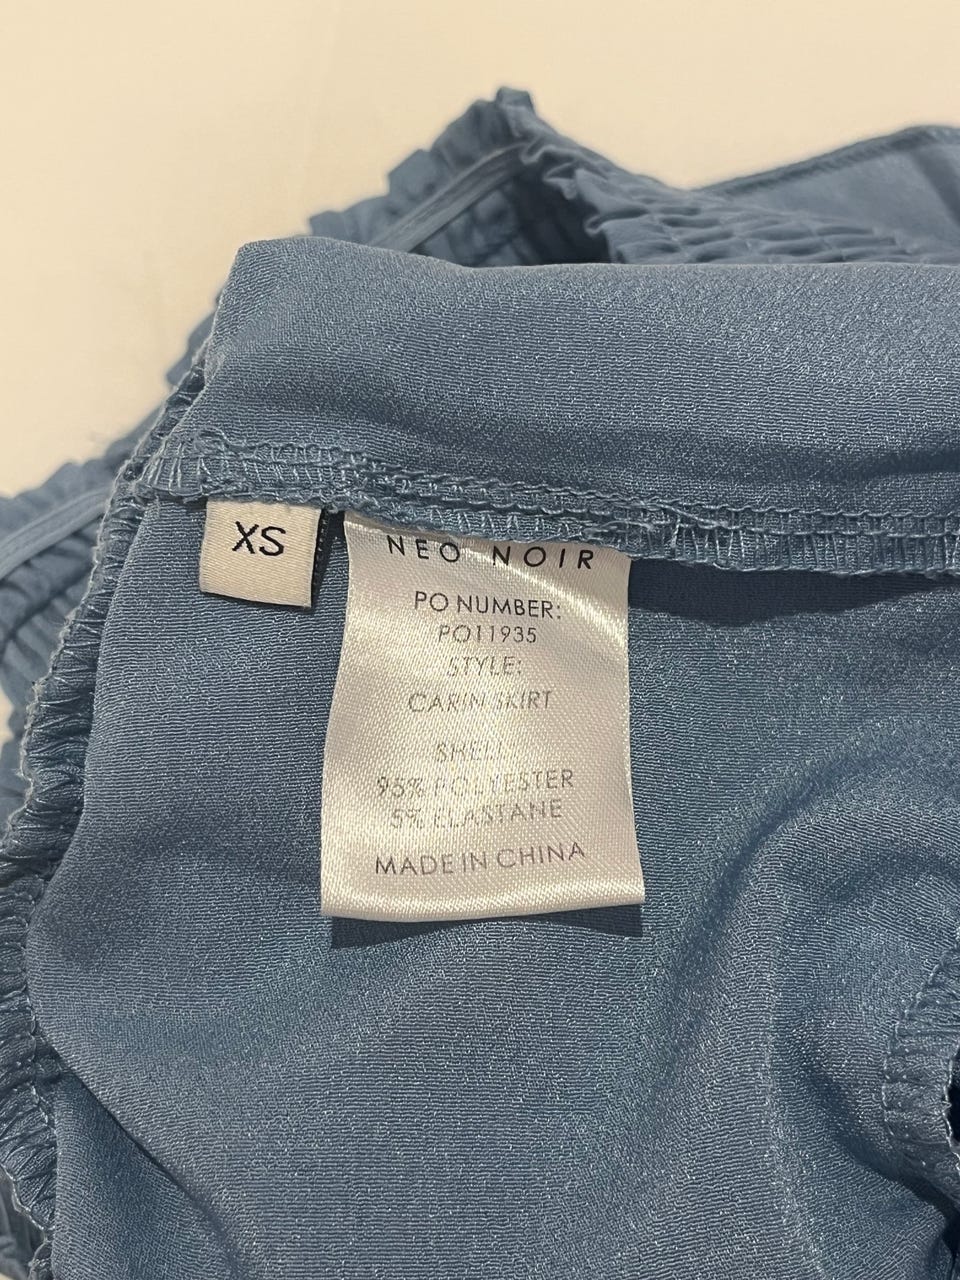 XS
NEO NOIR
PO NUMBER:
PO11935
STYLE:
CARIN SKIRT
SHELL:
95% POLYESTER
5% ELASTANE
MADE IN CHINA